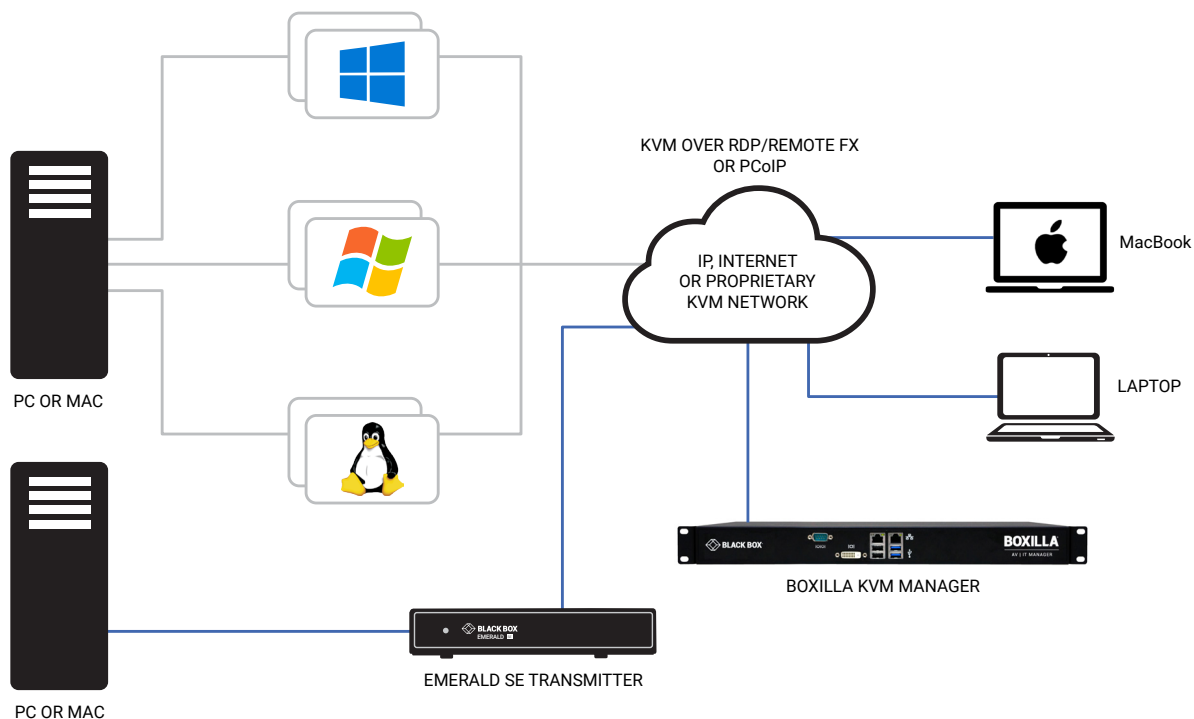 KVM OVER RDP/REMOTE FX
OR PCoIP
IP, INTERNET
OR PROPRIETARY
KVM NETWORK
MacBook
PC OR MAC
LAPTOP
BLACK BOX
BOXILLA
AV | IT MANAGER
BOXILLA KVM MANAGER
BLACK BOX
EMERALD SE
EMERALD SE TRANSMITTER
PC OR MAC